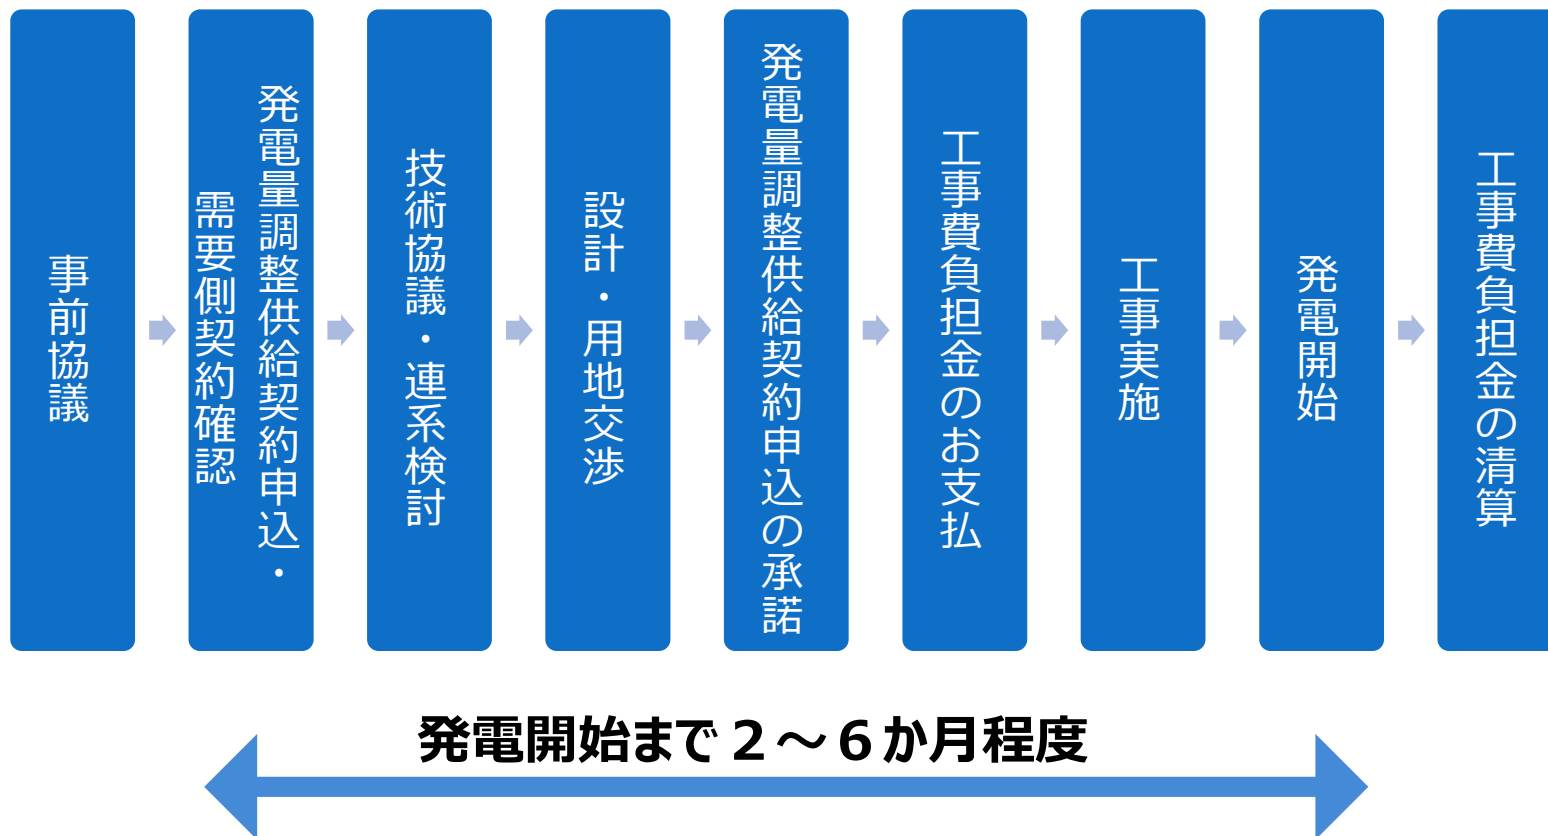 事前協議
発電量調整供給契約申込・
需要側契約確認
技術協議・連系検討
設計・用地交渉
発電量調整供給契約申込の承諾
工事費負担金のお支払
工事実施
発電開始
工事費負担金の清算
発電開始まで２～６か月程度